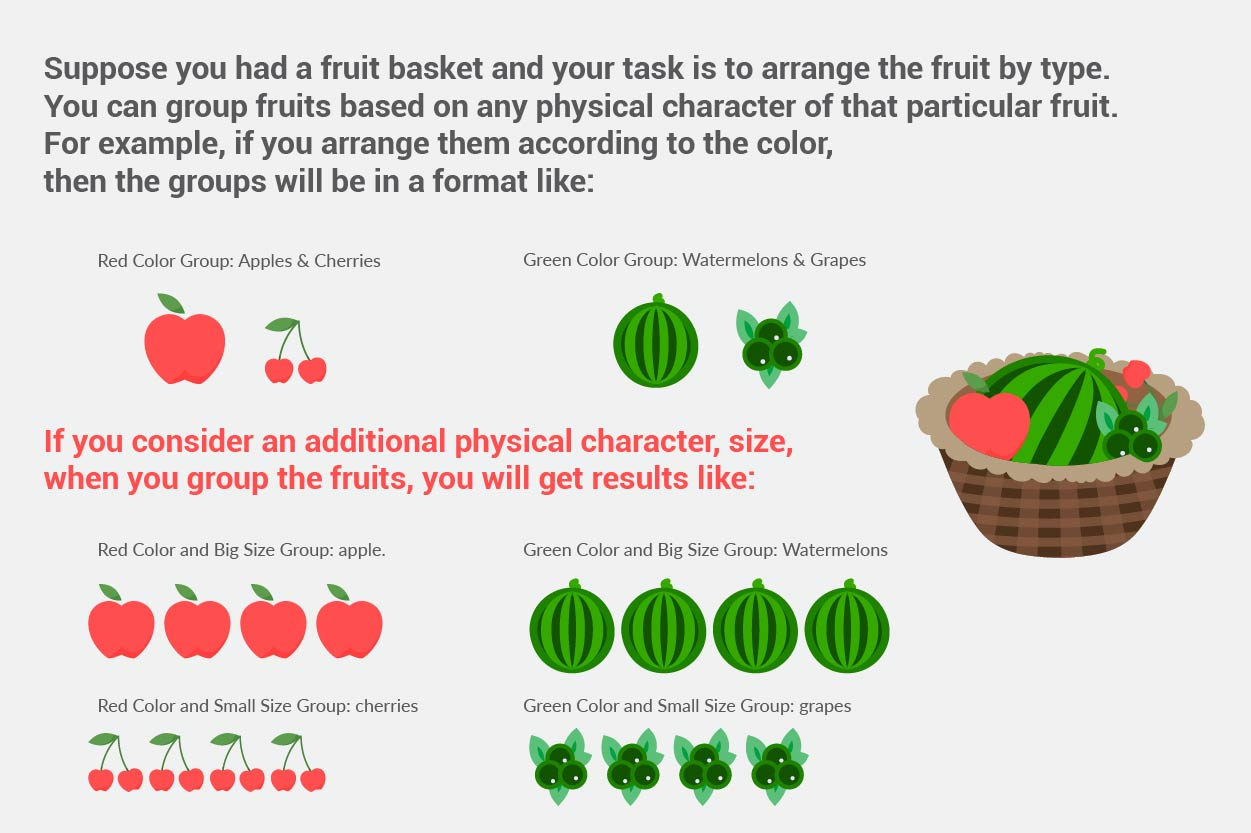 Suppose you had a fruit basket and your task is to arrange the fruit by type.
You can group fruits based on any physical character of that particular fruit.
For example, if you arrange them according to the color,
then the groups will be in a format like:
Red Color Group: Apples & Cherries
Green Color Group: Watermelons & Grapes
If you consider an additional physical character, size,
when you group the fruits, you will get results like:
Red Color and Big Size Group: apple.
Green Color and Big Size Group: Watermelons
Red Color and Small Size Group: cherries
Green Color and Small Size Group: grapes